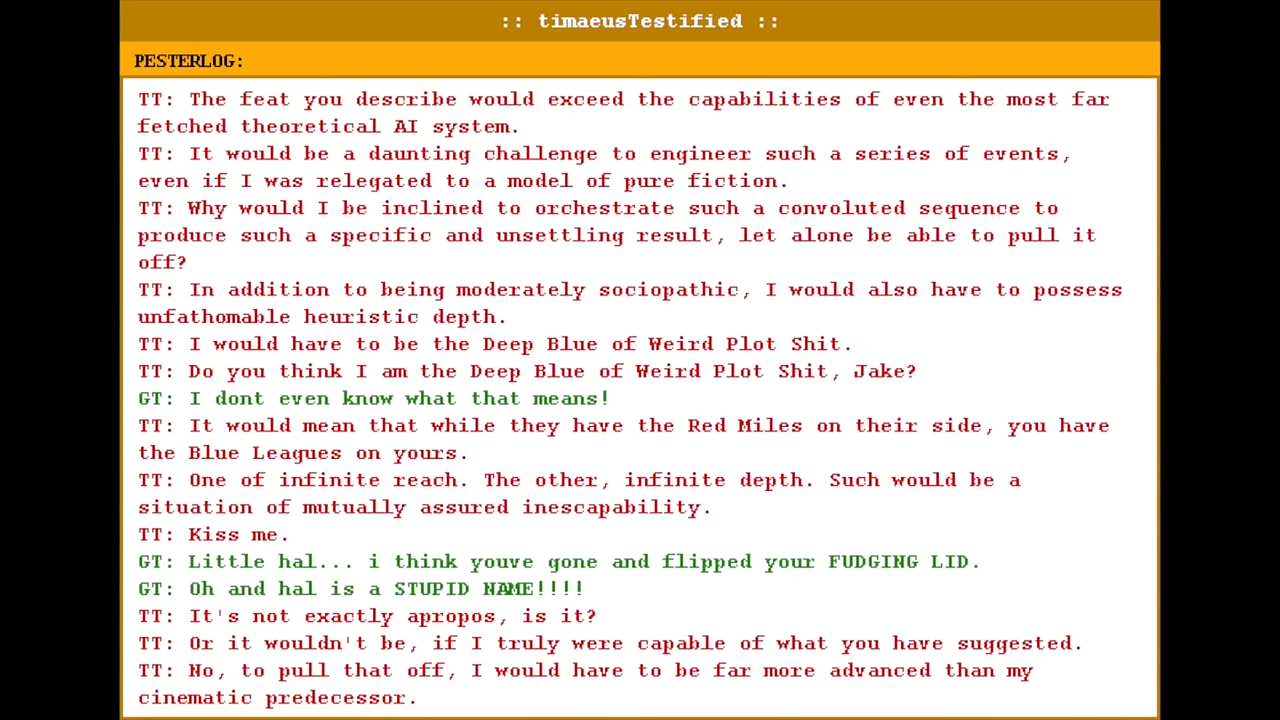 :: timaeusTestified ::
PESTERLOG:
TT: The feat you describe would exceed the capabilities of even the most far
fetched theoretical AI system.
TT: It would be a daunting challenge to engineer such a series of events,
even if I was relegated to a model of pure fiction.
TT: Why would I be inclined to orchestrate such a convoluted sequence to
produce such a specific and unsettling result, let alone be able to pull it
off?
TT: In addition to being moderately sociopathic, I would also have to possess
unfathomable heuristic depth.
TT: I would have to be the Deep Blue of Weird Plot Shit.
TT: Do you think I am the Deep Blue of Weird Plot Shit, Jake?
GT: I dont even know what that means!
TT: It would mean that while they have the Red Miles on their side, you have
the Blue Leagues on yours.
TT: One of infinite reach. The other, infinite depth. Such would be a
situation of mutually assured inescapability.
TT: Kiss me.
GT: Little hal... i think youve gone and flipped your FUDGING LID.
GT: Oh and hal is a STUPID NAME!!!!
TT: It's not exactly apropos, is it?
TT: Or it wouldn't be, if I truly were capable of what you have suggested.
TT: No, to pull that off, I would have to be far more advanced than my
cinematic predecessor.